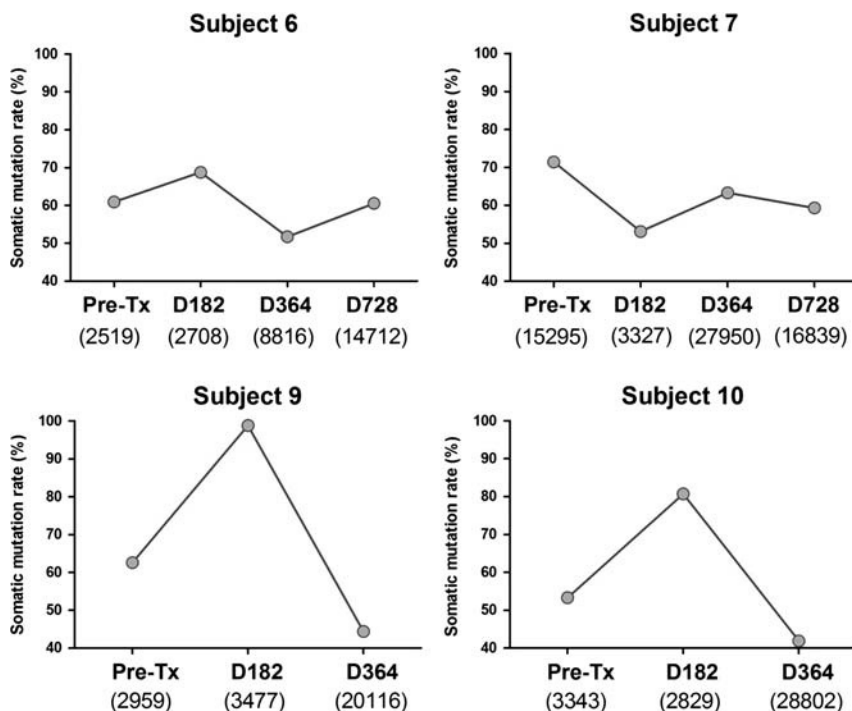 Subject 6
Somatic mutation rate (%)
100
90
80
70
60
50
40
Pre-Tx D182 D364 D728
(2519) (2708) (8816) (14712)
Subject 7
Somatic mutation rate (%)
100
90
80
70
60
50
40
Pre-Tx D182 D364 D728
(15295) (3327) (27950) (16839)
Subject 9
Somatic mutation rate (%)
100
90
80
70
60
50
40
Pre-Tx D182 D364
(2959) (3477) (20116)
Subject 10
Somatic mutation rate (%)
100
90
80
70
60
50
40
Pre-Tx D182 D364
(3343) (2829) (28802)